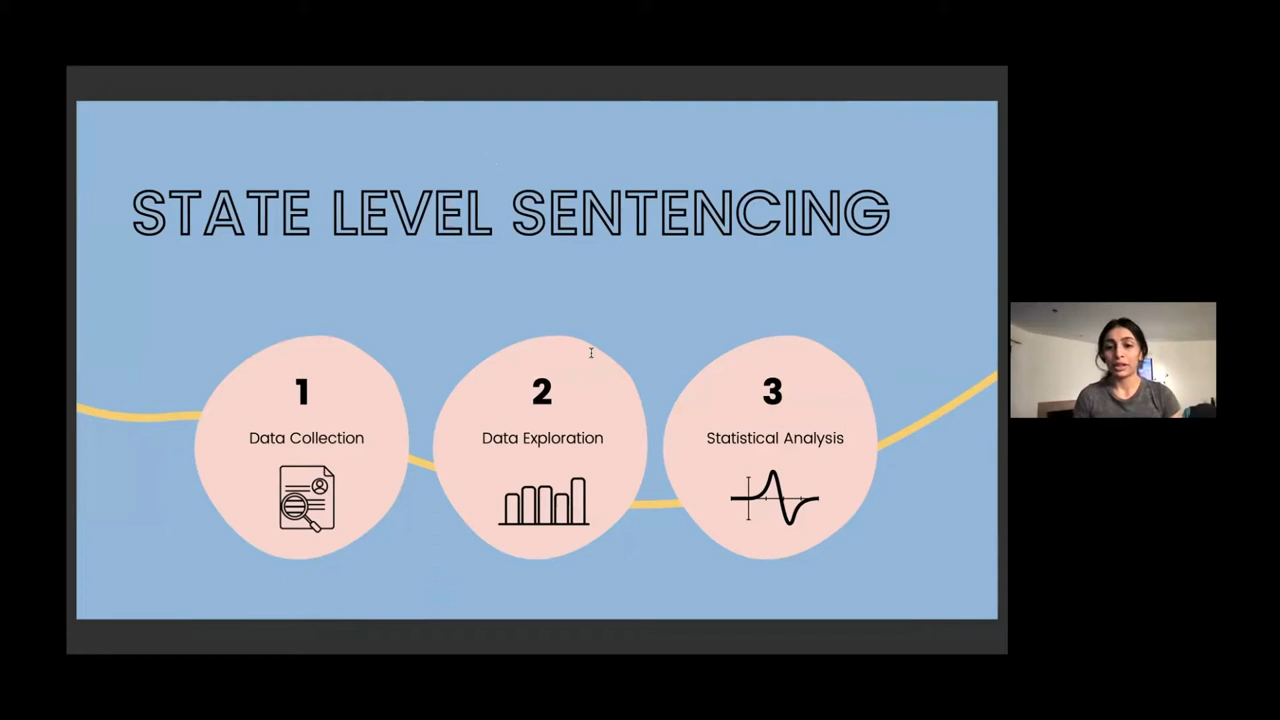 STATE LEVEL SENTENCING
1
2
3
Data Collection
Data Exploration
Statistical Analysis